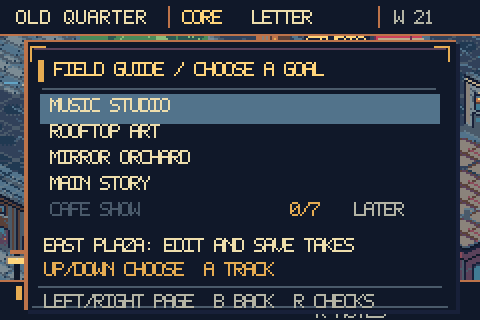 OLD QUARTER CORE LETTER W 21
FIELD GUIDE / CHOOSE A GOAL
MUSIC STUDIO
ROOFTOP ART
MIRROR ORCHARD
MAIN STORY
CAFE SHOW 0/7 LATER
EAST PLAZA: EDIT AND SAVE TAKES
UP/DOWN CHOOSE A TRACK
LEFT/RIGHT PAGE B BACK R CHECKS